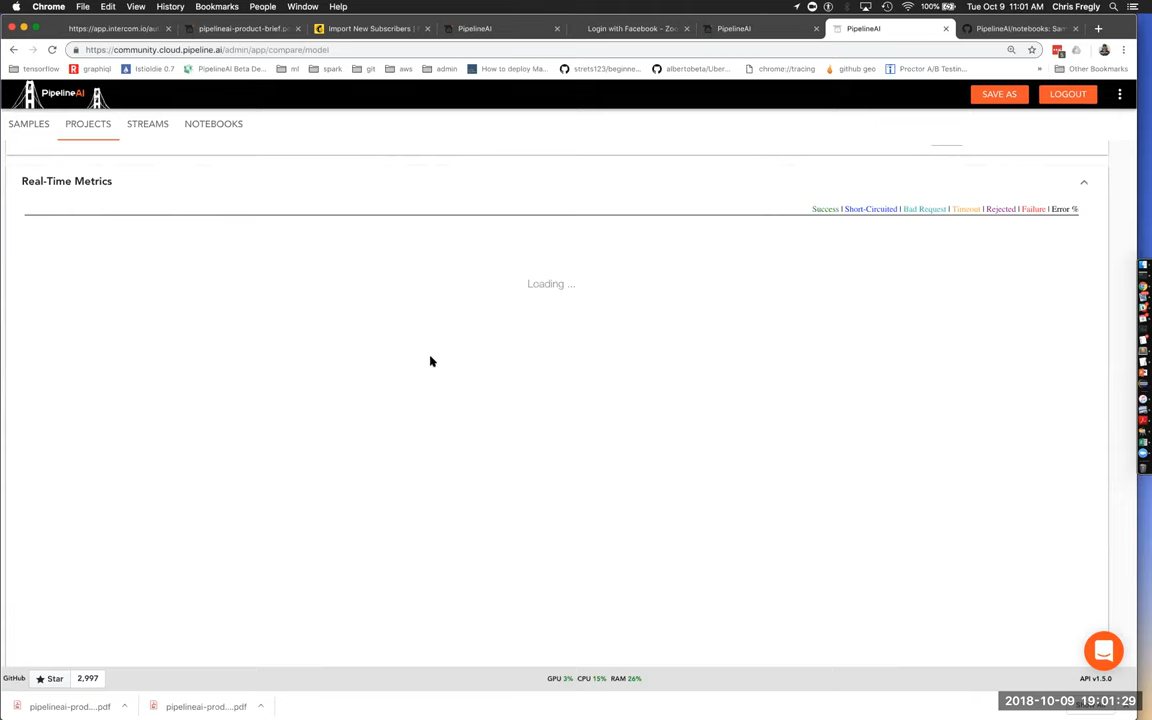 Chrome File Edit View History Bookmarks People Window Help 100% Tue Oct 9 11:01 AM Chris Fregly
https://app.intercom.io/a pipelineai-product-brief.p Import New Subscribers | PipelineAI Login with Facebook - Zoo PipelineAI PipelineAI PipelineAI/notebooks: Sam
https://community.cloud.pipeline.ai/admin/app/compare/model
tensorflow graphiql Istioldie 0.7 PipelineAI Beta De... ml spark git aws admin How to deploy Ma... strets123/beginne... albertobeta/Uber... chrome://tracing github geo Proctor A/B Testin... » Other Bookmarks
PipelineAI SAVE AS LOGOUT
SAMPLES PROJECTS STREAMS NOTEBOOKS
Real-Time Metrics
Success | Short-Circuited | Bad Request | Timeout | Rejected | Failure | Error %
Loading ...
GitHub Star 2,997 GPU 3% CPU 15% RAM 26% API v1.5.0
pipelineai-prod....pdf pipelineai-prod....pdf
2018-10-09 19:01:29